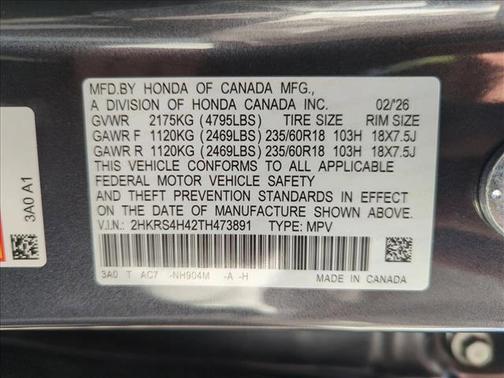 MFD.BY HONDA OF CANADA MFG.,
A DIVISION OF HONDA CANADA INC. 02/'26
GVWR 2175KG (4795LBS) TIRE SIZE RIM SIZE
GAWR F 1120KG (2469LBS) 235/60R18 103H 18X7.5J
GAWR R 1120KG (2469LBS) 235/60R18 103H 18X7.5J
THIS VEHICLE CONFORMS TO ALL APPLICABLE
FEDERAL MOTOR VEHICLE SAFETY
AND THEFT PREVENTION STANDARDS IN EFFECT
ON THE DATE OF MANUFACTURE SHOWN ABOVE.
V.I.N.: 2HKRS4H42TH473891 TYPE: MPV
3A0 T AC7 -NH904M -A -H MADE IN CANADA
3A0 A1